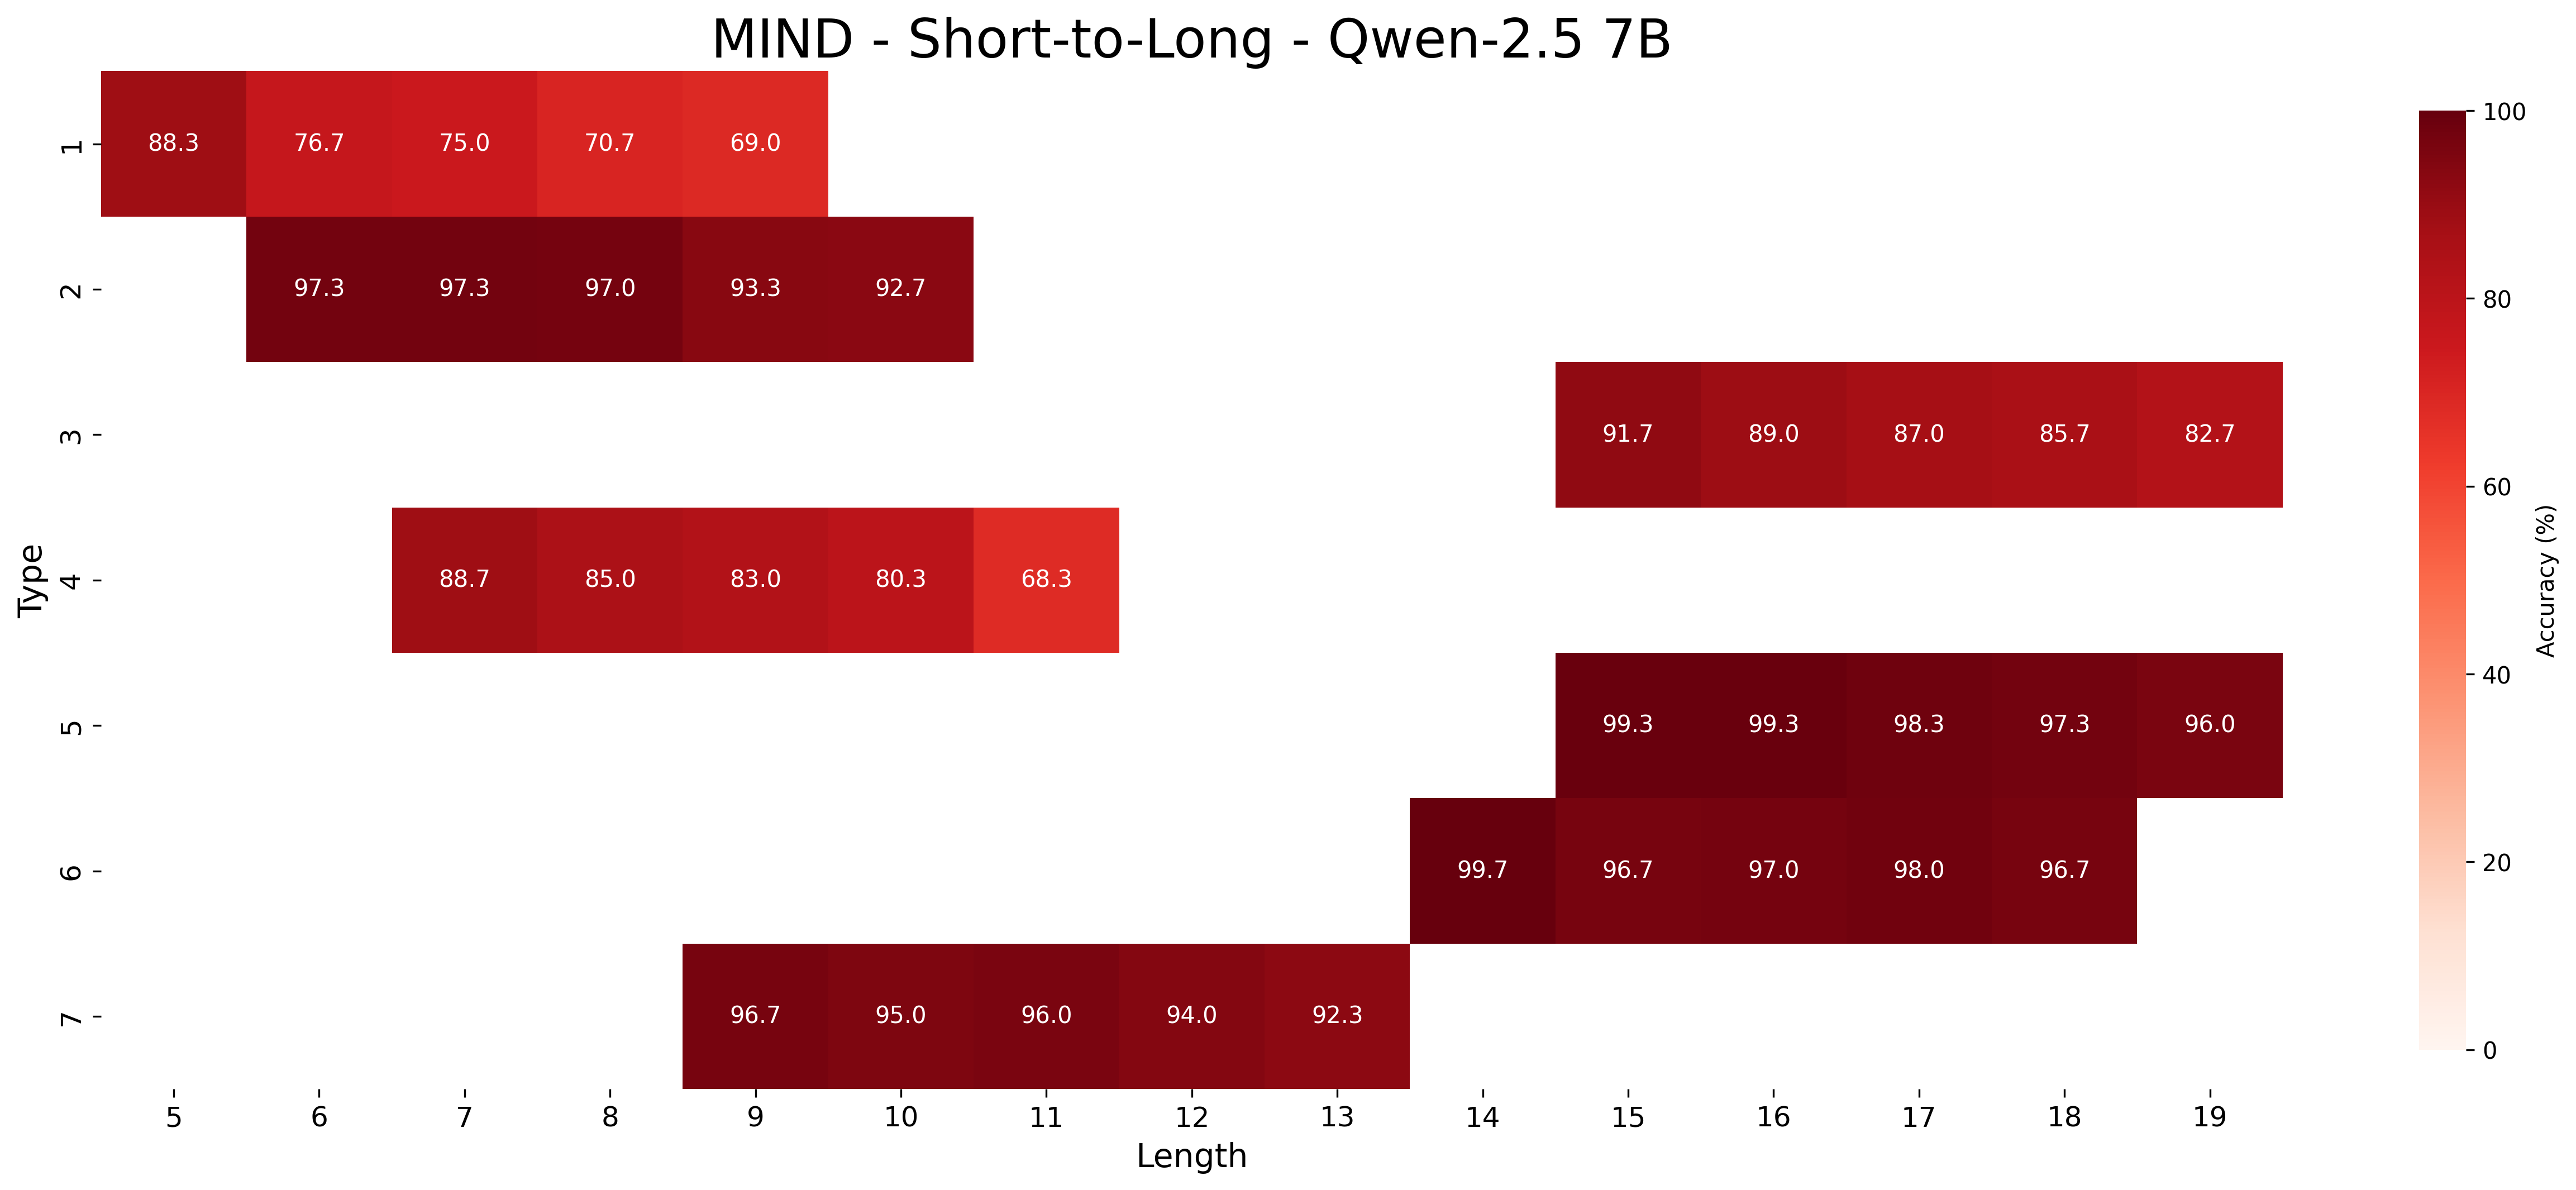 MIND - Short-to-Long - Qwen-2.5 7B
Type
1
88.3 76.7 75.0 70.7 69.0
2
97.3 97.3 97.0 93.3 92.7
3
91.7 89.0 87.0 85.7 82.7
4
88.7 85.0 83.0 80.3 68.3
5
99.3 99.3 98.3 97.3 96.0
6
99.7 96.7 97.0 98.0 96.7
7
96.7 95.0 96.0 94.0 92.3
5 6 7 8 9 10 11 12 13 14 15 16 17 18 19
Length
100
80
60
40
20
0
Accuracy (%)